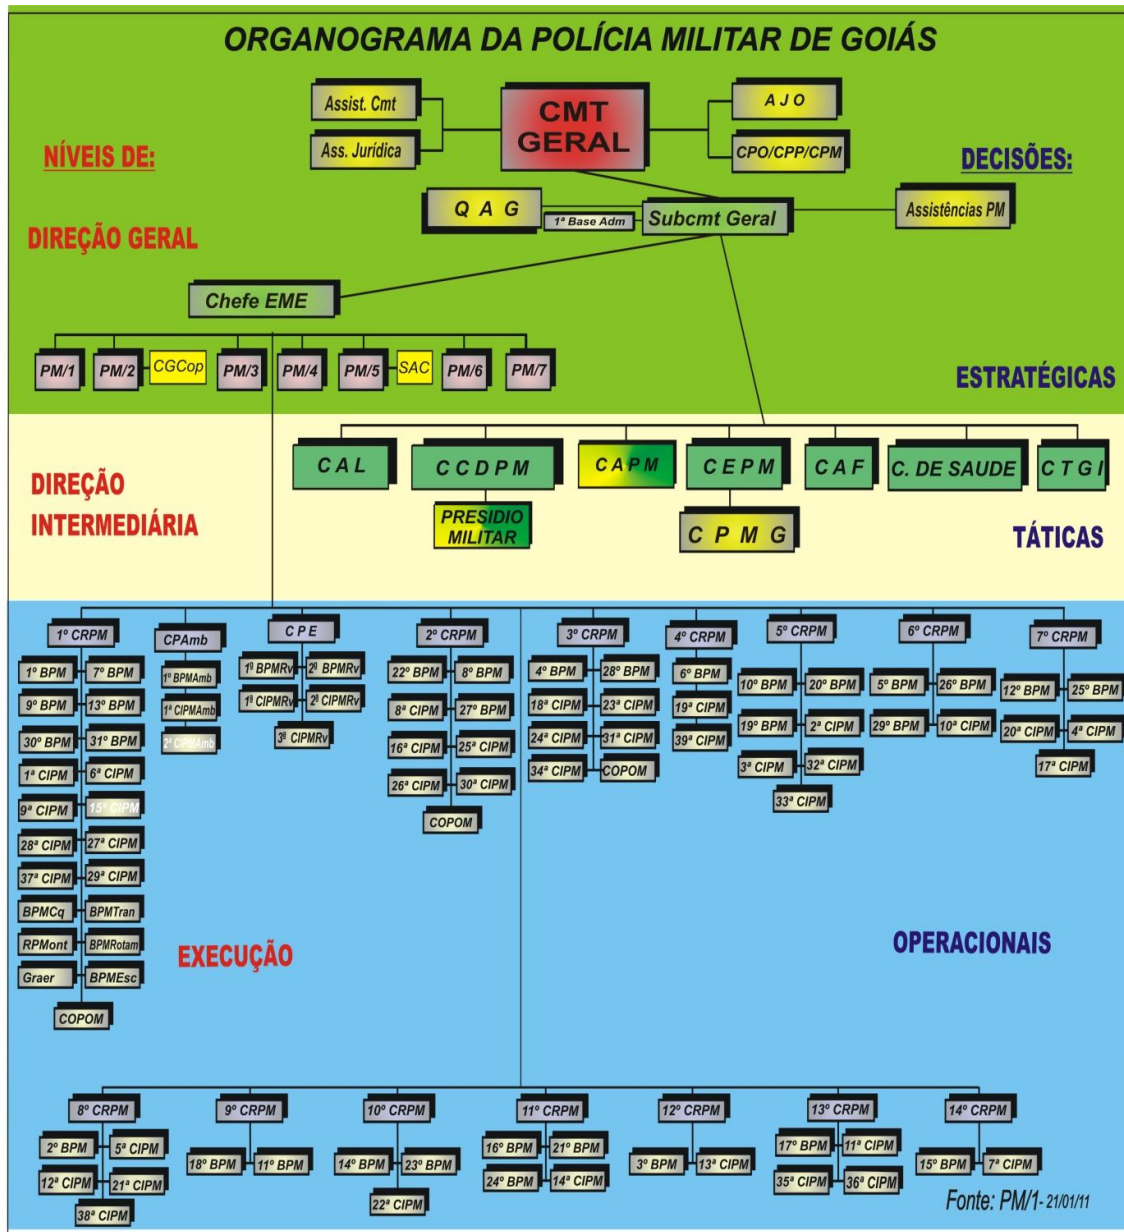 ORGANOGRAMA DA POLÍCIA MILITAR DE GOIÁS
Assist. Cmt
Ass. Jurídica
CMT
GERAL
A J O
CPO/CPP/CPM
NÍVEIS DE:
DECISÕES:
Q A G
1ª Base Adm
Subcmt Geral
Assistências PM
DIREÇÃO GERAL
Chefe EME
PM/1
PM/2
CGCop
PM/3
PM/4
PM/5
SAC
PM/6
PM/7
ESTRATÉGICAS
DIREÇÃO
INTERMEDIÁRIA
C A L
C C D P M
C A P M
C E P M
C A F
C. DE SAUDE
C T G I
PRESIDIO
MILITAR
C P M G
TÁTICAS
1º CRPM
1º BPM
7º BPM
9º BPM
13º BPM
30º BPM
31º BPM
1ª CIPM
6ª CIPM
9ª CIPM
15ª CIPM
28ª CIPM
27ª CIPM
37ª CIPM
29ª CIPM
BPMCq
BPMTran
RPMont
BPMRotam
Graer
BPMEsc
COPOM
CPAmb
1º BPMAmb
1ª CIPMAmb
2ª CIPMAmb
C P E
1º BPMRv
2º BPMRv
1ª CIPMRv
2ª CIPMRv
3ª CIPMRv
2º CRPM
22º BPM
8º BPM
8ª CIPM
27º BPM
16ª CIPM
25ª CIPM
26ª CIPM
30ª CIPM
COPOM
3º CRPM
4º BPM
28º BPM
18ª CIPM
23ª CIPM
24ª CIPM
31ª CIPM
34ª CIPM
COPOM
4º CRPM
6º BPM
19ª CIPM
39ª CIPM
5º CRPM
10º BPM
20º BPM
19º BPM
2ª CIPM
3ª CIPM
32ª CIPM
33ª CIPM
6º CRPM
5º BPM
26º BPM
29º BPM
10ª CIPM
7º CRPM
12º BPM
25º BPM
20ª CIPM
4ª CIPM
17ª CIPM
EXECUÇÃO
OPERACIONAIS
8º CRPM
2º BPM
5ª CIPM
12ª CIPM
21ª CIPM
38ª CIPM
9º CRPM
18º BPM
11º BPM
10º CRPM
14º BPM
23º BPM
22ª CIPM
11º CRPM
16º BPM
21º BPM
24º BPM
14ª CIPM
12º CRPM
3º BPM
13ª CIPM
13º CRPM
17º BPM
11ª CIPM
35ª CIPM
36ª CIPM
14º CRPM
15º BPM
7ª CIPM
Fonte: PM/1- 21/01/11